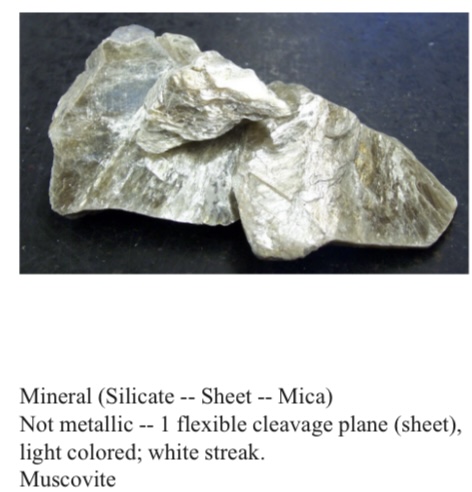 Mineral (Silicate -- Sheet -- Mica)
Not metallic -- 1 flexible cleavage plane (sheet),
light colored; white streak.
Muscovite